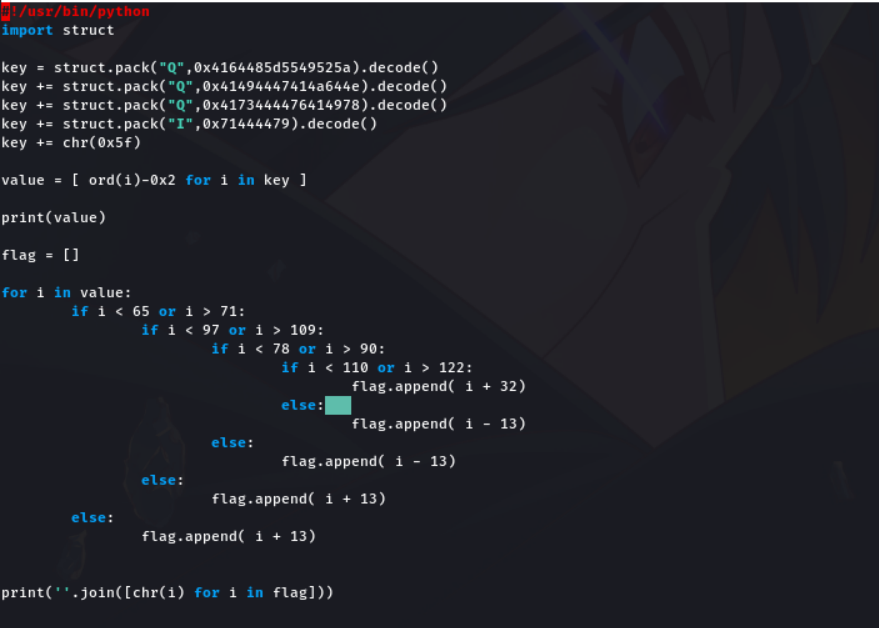 #!/usr/bin/python
import struct

key = struct.pack("Q",0x4164485d5549525a).decode()
key += struct.pack("Q",0x41494447414a644e).decode()
key += struct.pack("Q",0x4173444476414978).decode()
key += struct.pack("I",0x71444479).decode()
key += chr(0x5f)

value = [ ord(i)-0x2 for i in key ]

print(value)

flag = []

for i in value:
        if i < 65 or i > 71:
                if i < 97 or i > 109:
                        if i < 78 or i > 90:
                                if i < 110 or i > 122:
                                        flag.append( i + 32)
                                else:
                                        flag.append( i - 13)
                        else:
                                flag.append( i - 13)
                else:
                        flag.append( i + 13)
        else:
                flag.append( i + 13)


print(''.join([chr(i) for i in flag]))